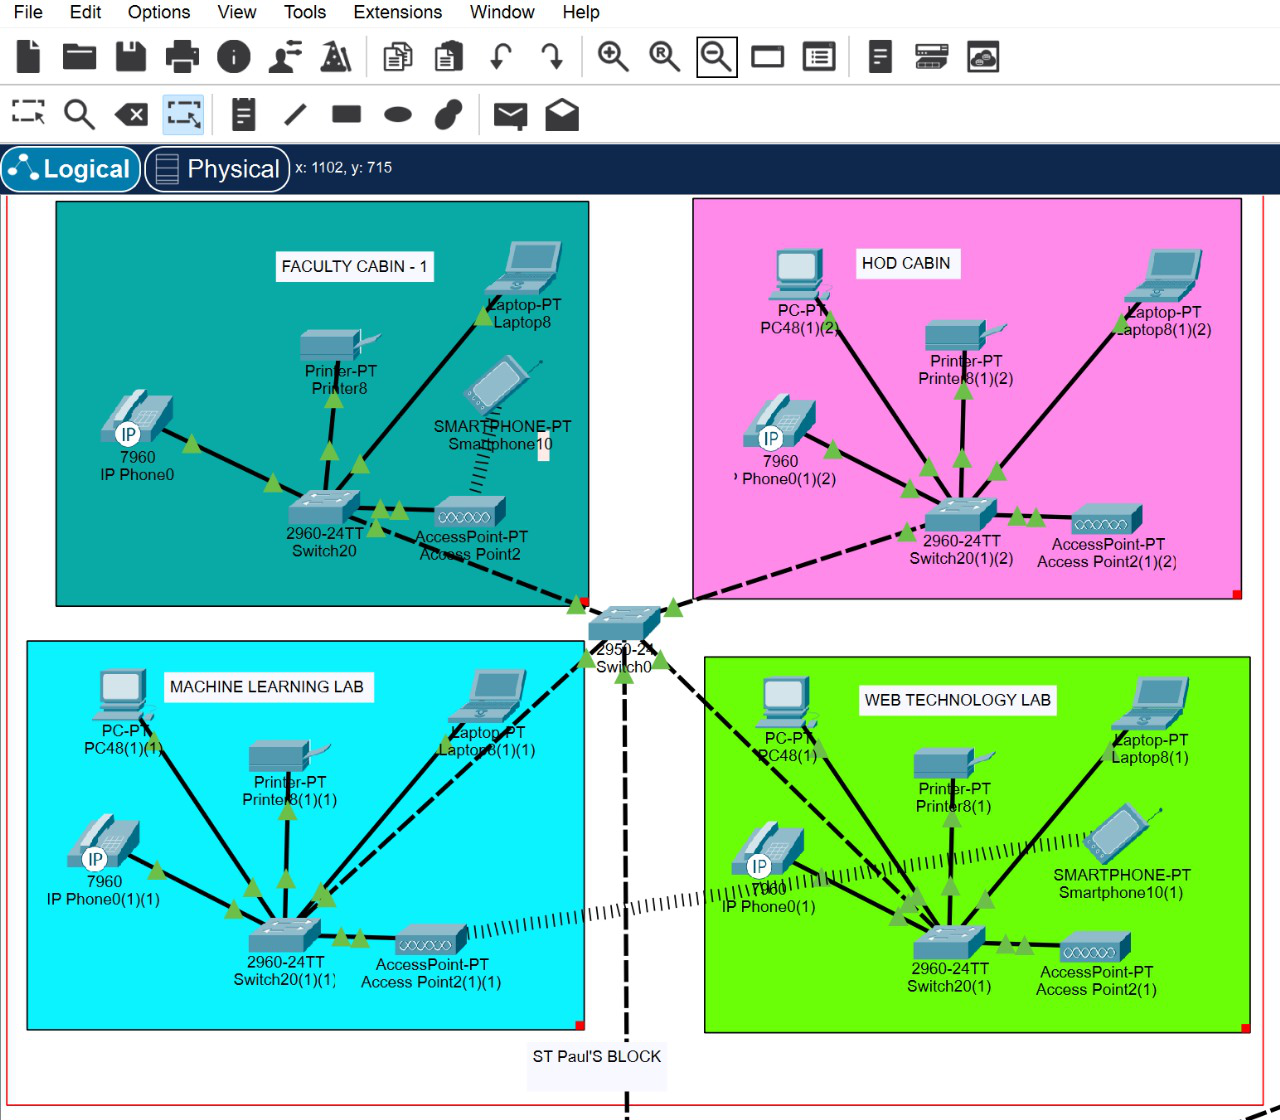 File Edit Options View Tools Extensions Window Help
Logical Physical x: 1102, y: 715
FACULTY CABIN - 1
Laptop-PT
Laptop8
Printer-PT
Printer8
SMARTPHONE-PT
Smartphone10
IP
7960
IP Phone0
2960-24TT
Switch20
AccessPoint-PT
Access Point2
HOD CABIN
PC-PT
PC48(1)(2)
Laptop-PT
Laptop8(1)(2)
Printer-PT
Printer8(1)(2)
IP
7960
Phone0(1)(2)
2960-24TT
Switch20(1)(2)
AccessPoint-PT
Access Point2(1)(2)
2950-24
Switch0
MACHINE LEARNING LAB
PC-PT
PC48(1)(1)
Laptop-PT
Laptop8(1)(1)
Printer-PT
Printer8(1)(1)
IP
7960
IP Phone0(1)(1)
2960-24TT
Switch20(1)(1)
AccessPoint-PT
Access Point2(1)(1)
WEB TECHNOLOGY LAB
PC-PT
PC48(1)
Laptop-PT
Laptop8(1)
Printer-PT
Printer8(1)
IP
7960
IP Phone0(1)
SMARTPHONE-PT
Smartphone10(1)
2960-24TT
Switch20(1)
AccessPoint-PT
Access Point2(1)
ST Paul'S BLOCK